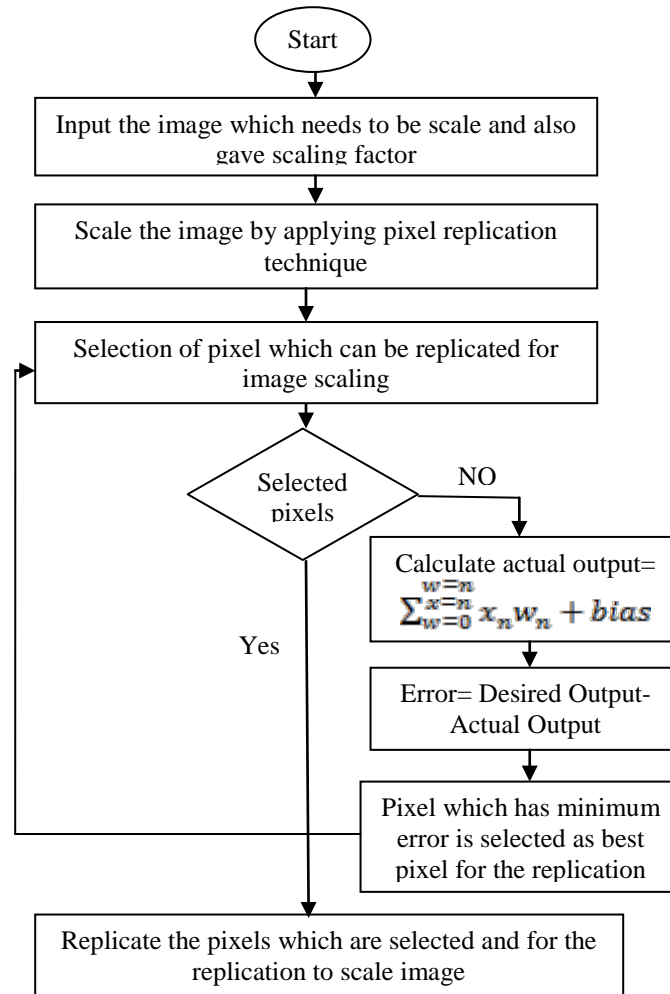 Start
Input the image which needs to be scale and also
gave scaling factor
Scale the image by applying pixel replication
technique
Selection of pixel which can be replicated for
image scaling
Selected
pixels
NO
Yes
Calculate actual output=
w=n
∑ x=n w=0 xₙwₙ + bias
Error= Desired Output-
Actual Output
Pixel which has minimum
error is selected as best
pixel for the replication
Replicate the pixels which are selected and for the
replication to scale image